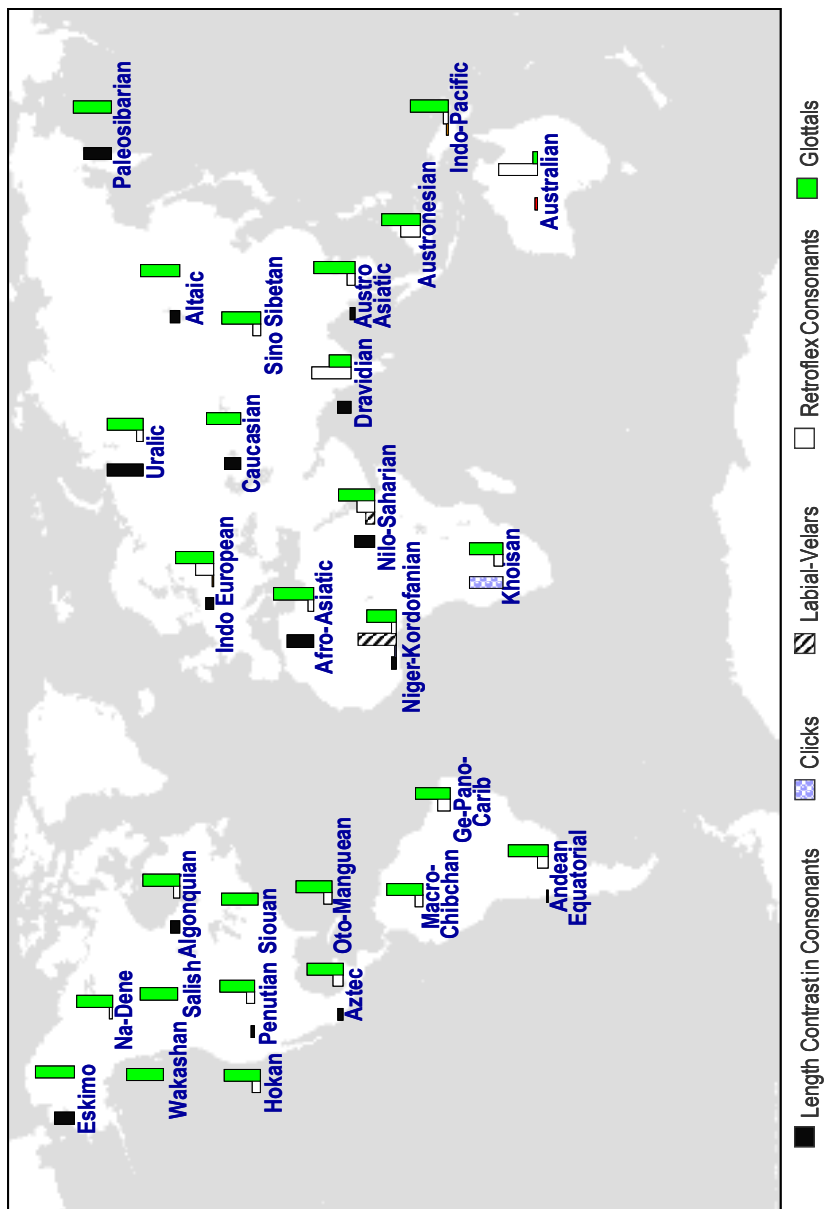 Eskimo
Na-Dene
Wakashan
Salish
Algonquian
Hokan
Penutian
Siouan
Aztec
Oto-Manguean
Macro-
Chibchan
Ge-Pano-
Carib
Andean
Equatorial
Uralic
Indo European
Caucasian
Afro-Asiatic
Niger-Kordofanian
Nilo-Saharian
Khoisan
Paleosibarian
Altaic
Sino Sibetan
Dravidian
Austro
Asiatic
Austronesian
Indo-Pacific
Australian
Length Contrast in Consonants
Clicks
Labial-Velars
Retroflex Consonants
Glottals